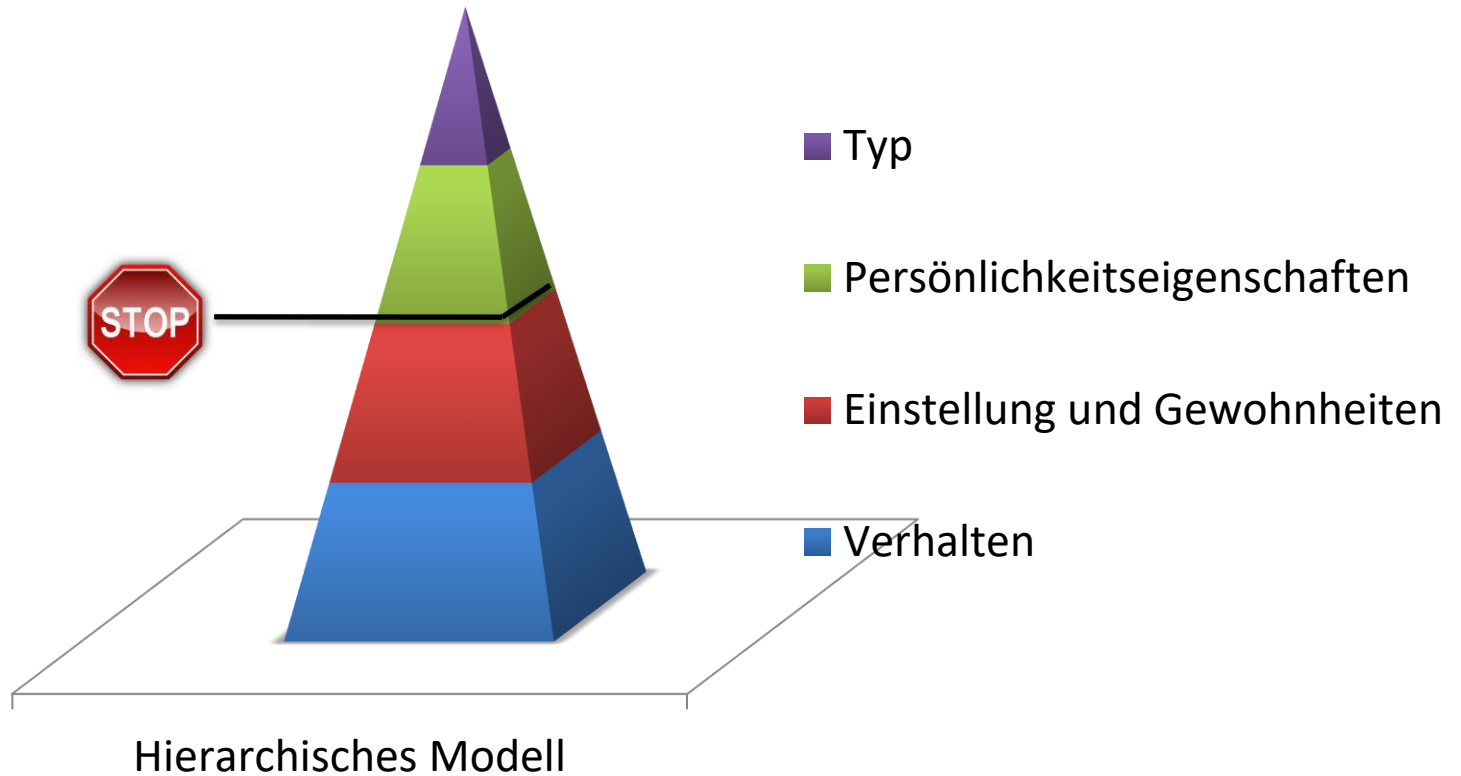 Typ
Persönlichkeitseigenschaften
STOP
Einstellung und Gewohnheiten
Verhalten
Hierarchisches Modell